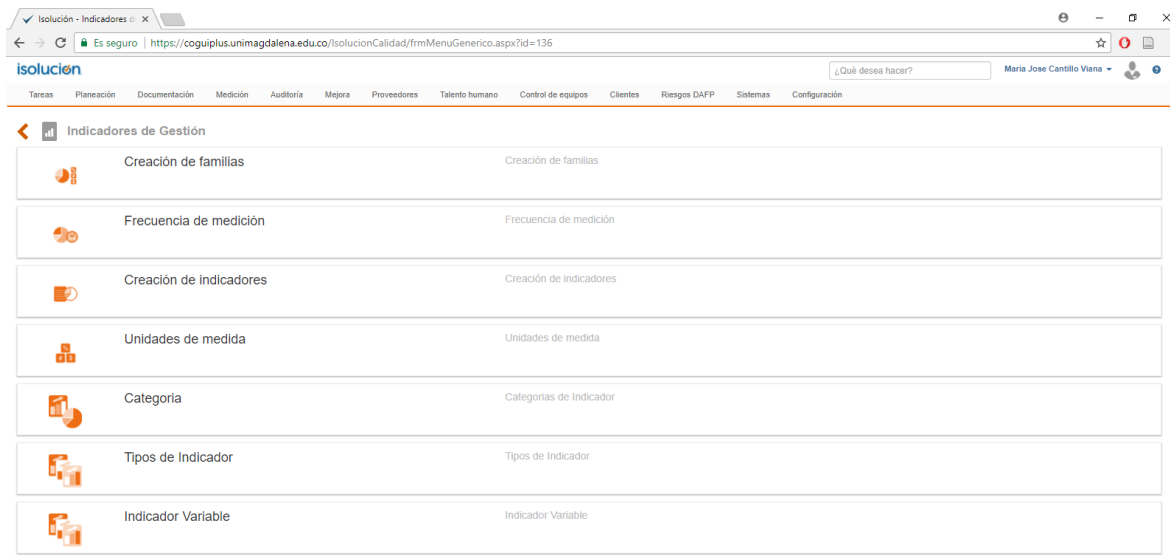 Isolución - Indicadores d
Es seguro | https://coguiplus.unimagdalena.edu.co/IsolucionCalidad/frmMenuGenerico.aspx?id=136
isolución ¿Qué desea hacer? Maria Jose Cantillo Viana
Tareas Planeación Documentación Medición Auditoría Mejora Proveedores Talento humano Control de equipos Clientes Riesgos DAFP Sistemas Configuración
Indicadores de Gestión
Creación de familias Creación de familias
Frecuencia de medición Frecuencia de medición
Creación de indicadores Creación de indicadores
Unidades de medida Unidades de medida
Categoria Categorias de Indicador
Tipos de Indicador Tipos de Indicador
Indicador Variable Indicador Variable